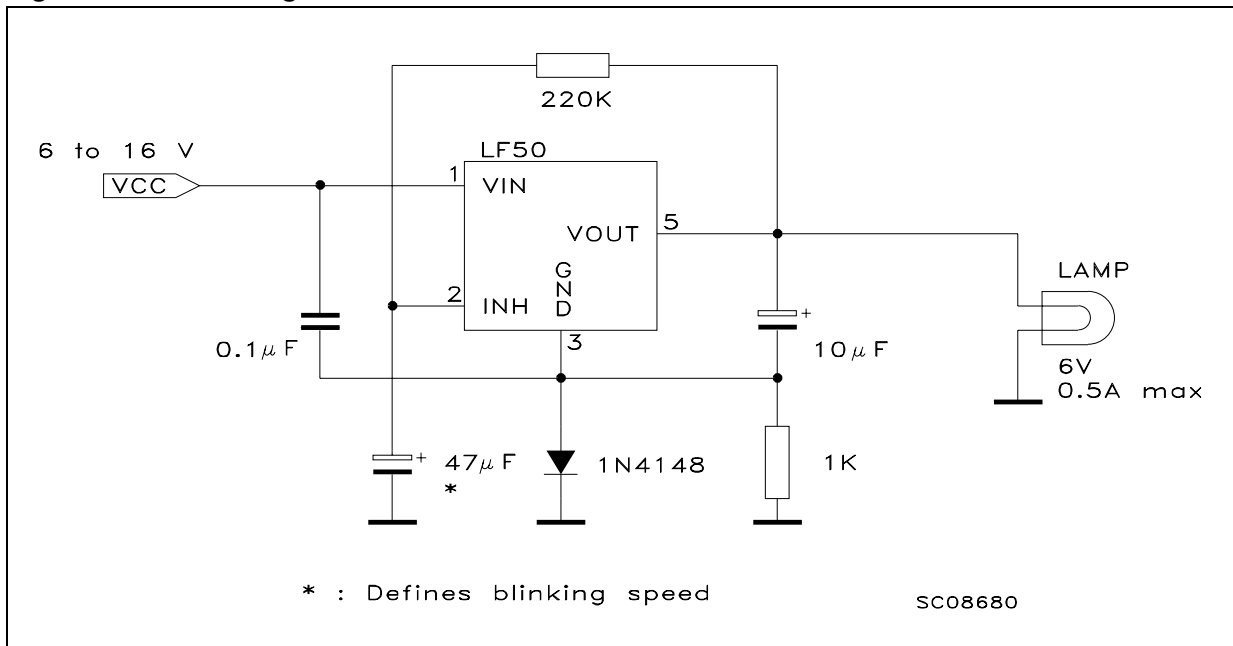 220K
6 to 16 V
LF50
VCC
1
VIN
5
VOUT
GND
LAMP
2
INH
3
0.1μF
+
10μF
6V
0.5A max
+
47μF
*
1N4148
1K
* : Defines blinking speed
SC08680